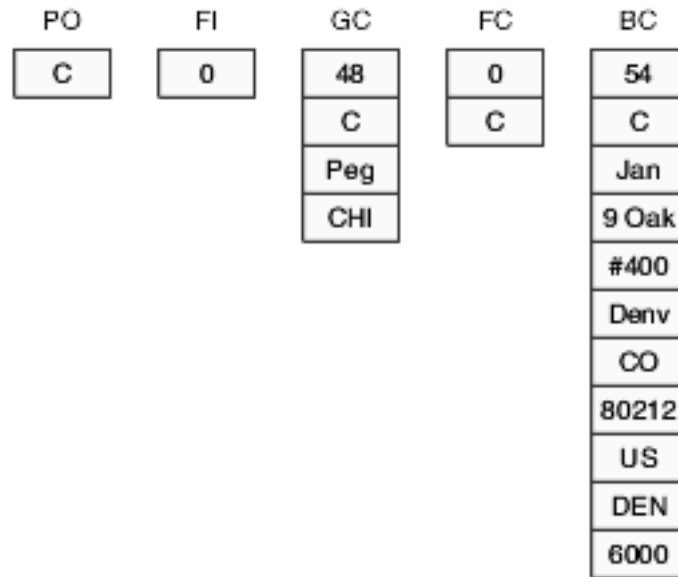 PO FI GC FC BC
C 0 48 0 54
C C C
Peg Jan
CHI 9 Oak
#400
Denv
CO
80212
US
DEN
6000